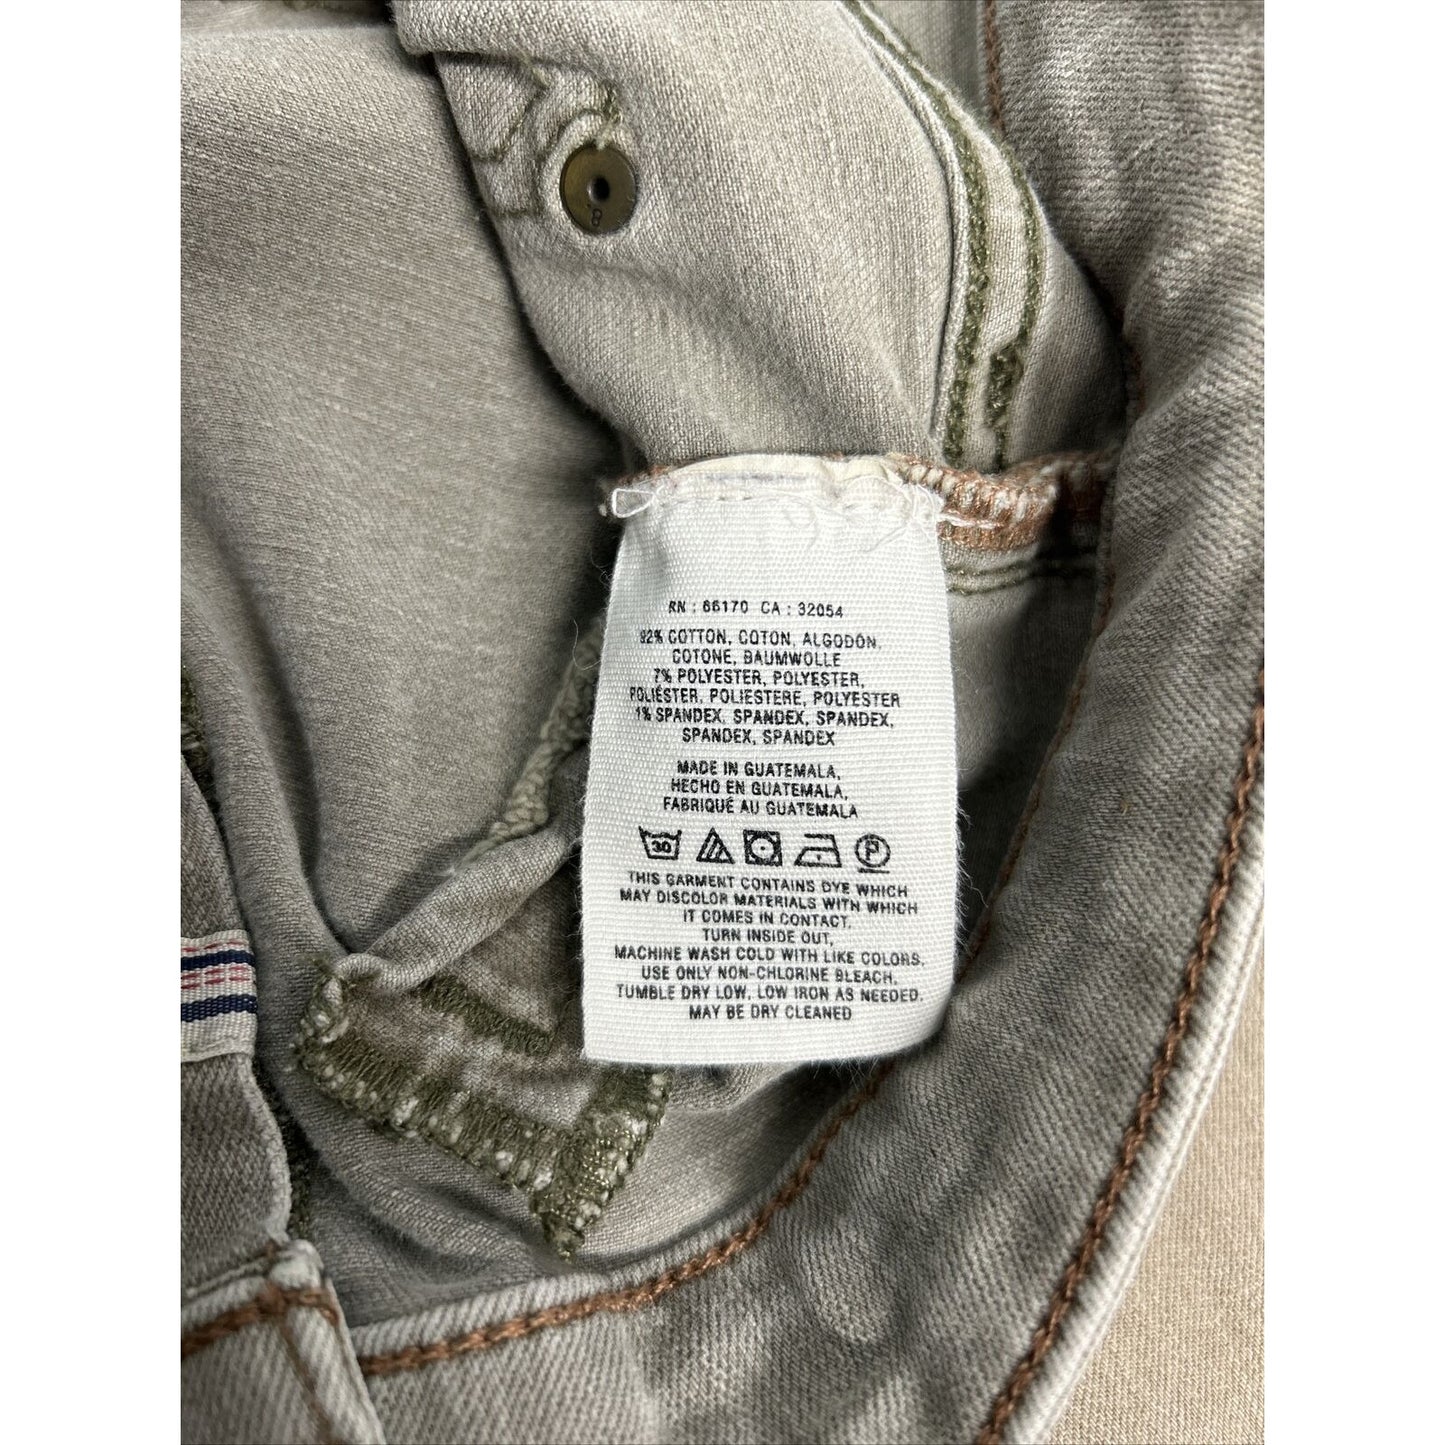 8
RN : 66170 CA : 32054
92% COTTON, COTON, ALGODÓN,
COTONE, BAUMWOLLE
7% POLYESTER, POLYESTER,
POLIÉSTER, POLIESTERE, POLYESTER
1% SPANDEX, SPANDEX, SPANDEX,
SPANDEX, SPANDEX
MADE IN GUATEMALA,
HECHO EN GUATEMALA,
FABRIQUÉ AU GUATEMALA
30 P
THIS GARMENT CONTAINS DYE WHICH
MAY DISCOLOR MATERIALS WITH WHICH
IT COMES IN CONTACT.
TURN INSIDE OUT,
MACHINE WASH COLD WITH LIKE COLORS.
USE ONLY NON-CHLORINE BLEACH.
TUMBLE DRY LOW, LOW IRON AS NEEDED.
MAY BE DRY CLEANED